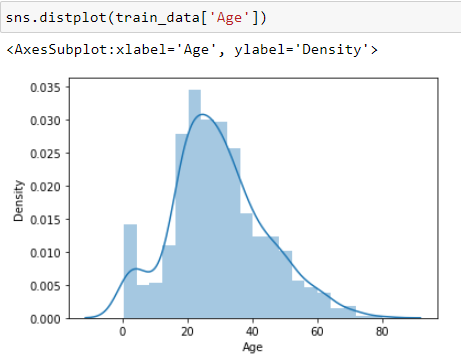 sns.distplot(train_data['Age'])
<AxesSubplot:xlabel='Age', ylabel='Density'>
0.035
0.030
0.025
0.020
0.015
0.010
0.005
0.000
Density
0 20 40 60 80
Age